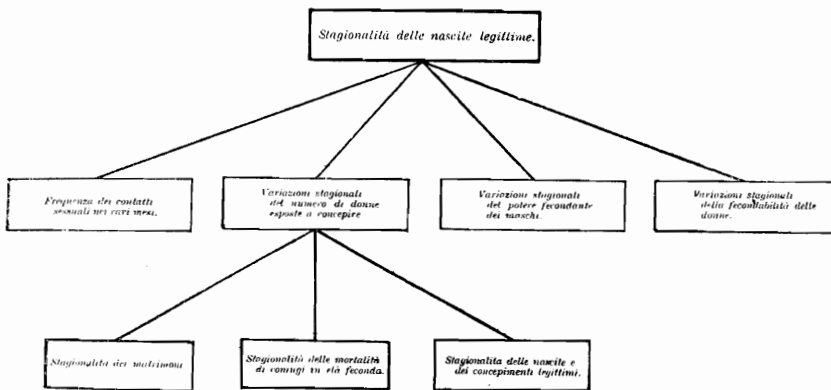 Stagionalità delle nascite legittime.
Frequenza dei contatti
sessuali nei vari mesi.
Variazioni stagionali
del numero di donne
esposte a concepire
Variazioni stagionali
del potere fecondante
dei maschi.
Variazioni stagionali
della fecondabilità delle
donne.
Stagionalità dei matrimoni
Stagionalità delle mortalità
di coniugi in età feconda.
Stagionalita delle nascite e
dei concepimenti legittimi.